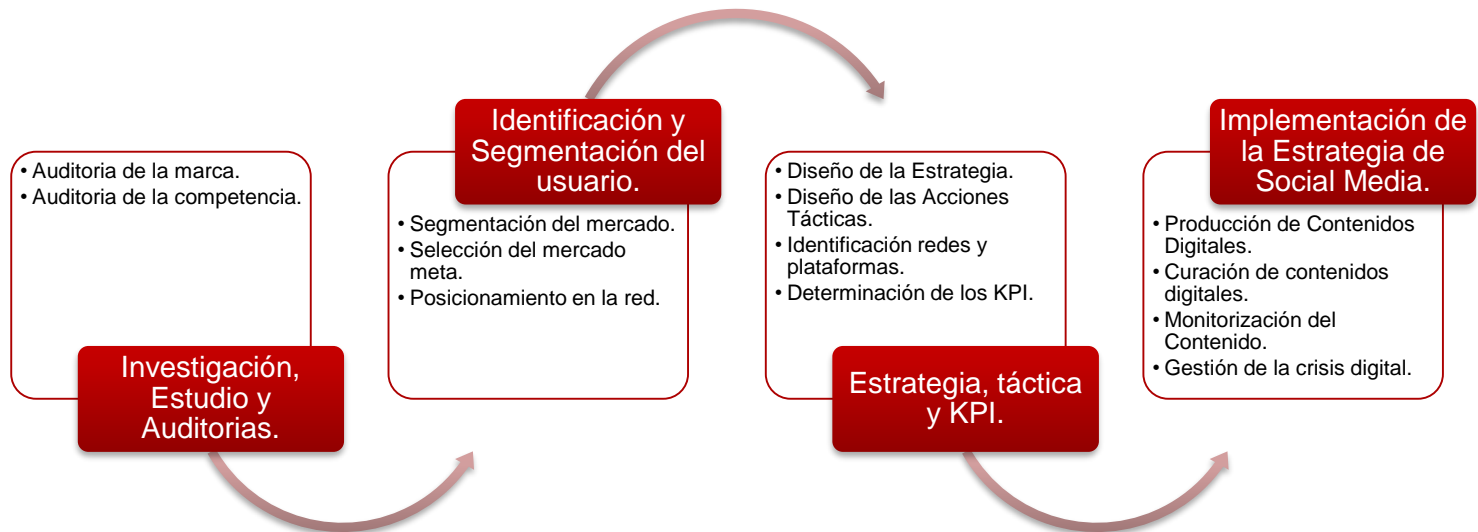 • Auditoria de la marca.
• Auditoria de la competencia.
Investigación,
Estudio y
Auditorias.
Identificación y
Segmentación del
usuario.
• Segmentación del mercado.
• Selección del mercado
meta.
• Posicionamiento en la red.
• Diseño de la Estrategia.
• Diseño de las Acciones
Tácticas.
• Identificación redes y
plataformas.
• Determinación de los KPI.
Estrategia, táctica
y KPI.
Implementación de
la Estrategia de
Social Media.
• Producción de Contenidos
Digitales.
• Curación de contenidos
digitales.
• Monitorización del
Contenido.
• Gestión de la crisis digital.